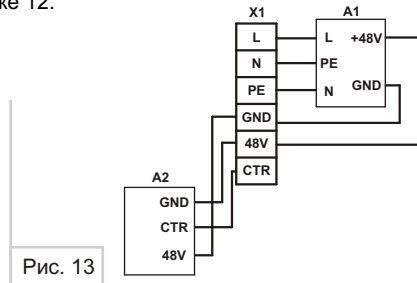 ке 12.
X1
A1
L
N
PE
GND
48V
CTR
L +48V
PE
N GND
A2
GND
CTR
48V
Рис. 13